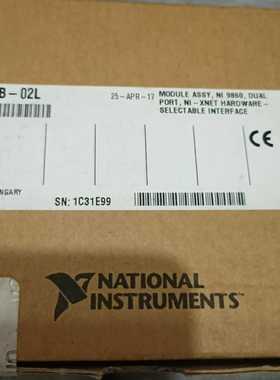 B-02L
25-APR-17
MODULE ASSY, NI 9860, DUAL
PORT, NI-XNET HARDWARE-
SELECTABLE INTERFACE
CE
NGARY
SN: 1C31E99
NATIONAL
INSTRUMENTS™